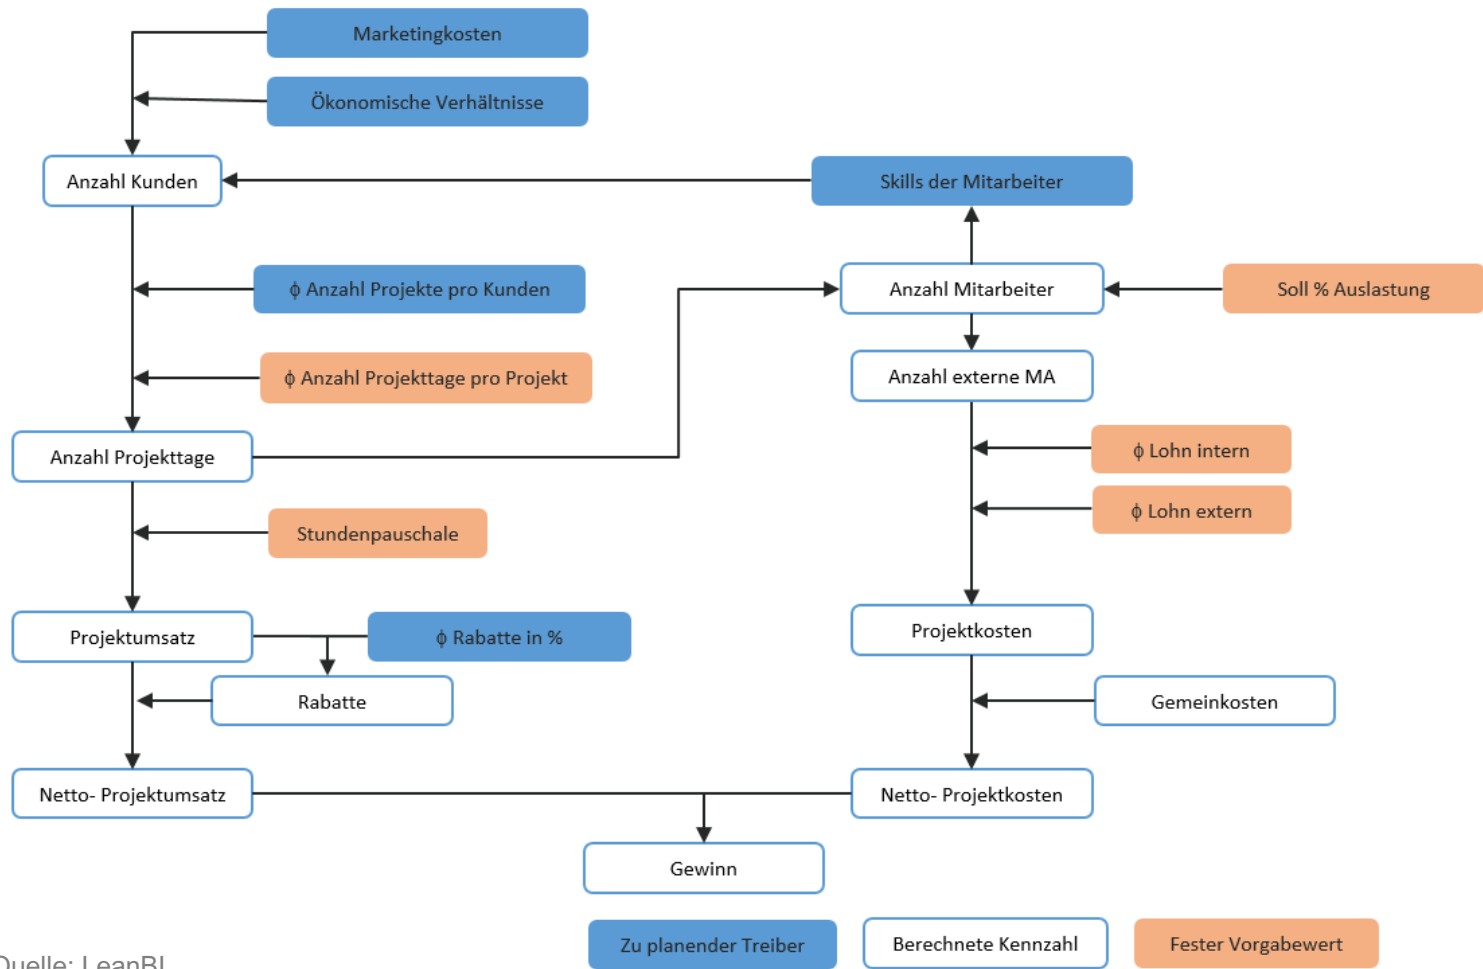 Marketingkosten
Ökonomische Verhältnisse
Anzahl Kunden
Skills der Mitarbeiter
ϕ Anzahl Projekte pro Kunden
Anzahl Mitarbeiter
Soll % Auslastung
ϕ Anzahl Projekttage pro Projekt
Anzahl externe MA
Anzahl Projekttage
ϕ Lohn intern
ϕ Lohn extern
Stundenpauschale
Projektumsatz
ϕ Rabatte in %
Projektkosten
Rabatte
Gemeinkosten
Netto- Projektumsatz
Netto- Projektkosten
Gewinn
Zu planender Treiber
Berechnete Kennzahl
Fester Vorgabewert
Quelle: LeanBI